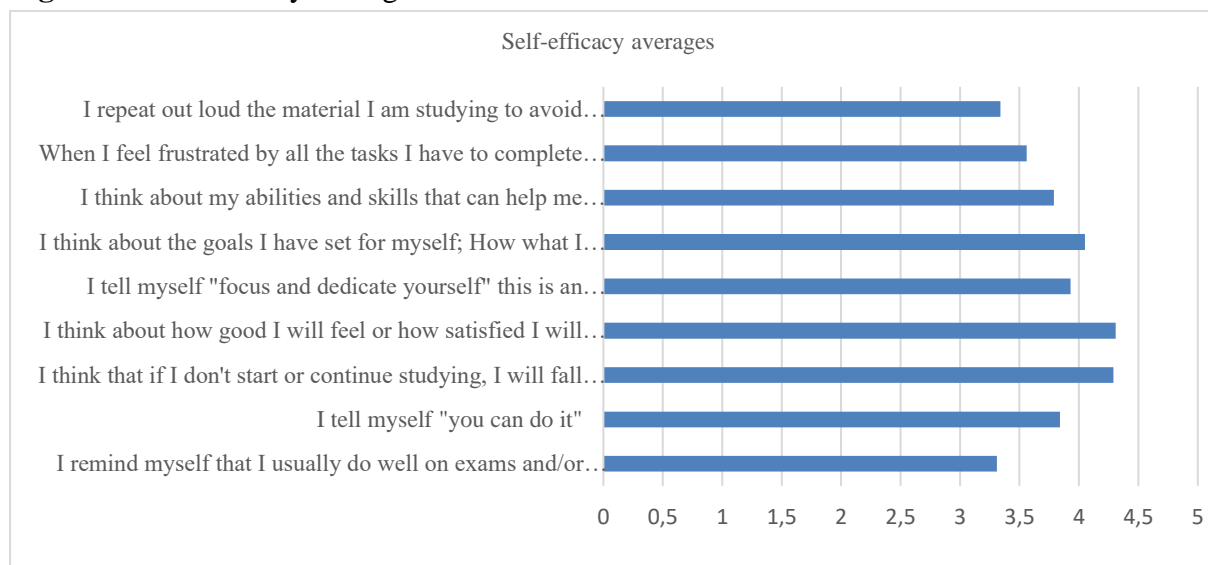 Self-efficacy averages
I repeat out loud the material I am studying to avoid…
When I feel frustrated by all the tasks I have to complete…
I think about my abilities and skills that can help me…
I think about the goals I have set for myself; How what I…
I tell myself "focus and dedicate yourself" this is an…
I think about how good I will feel or how satisfied I will…
I think that if I don't start or continue studying, I will fall…
I tell myself "you can do it"
I remind myself that I usually do well on exams and/or…
0 0,5 1 1,5 2 2,5 3 3,5 4 4,5 5